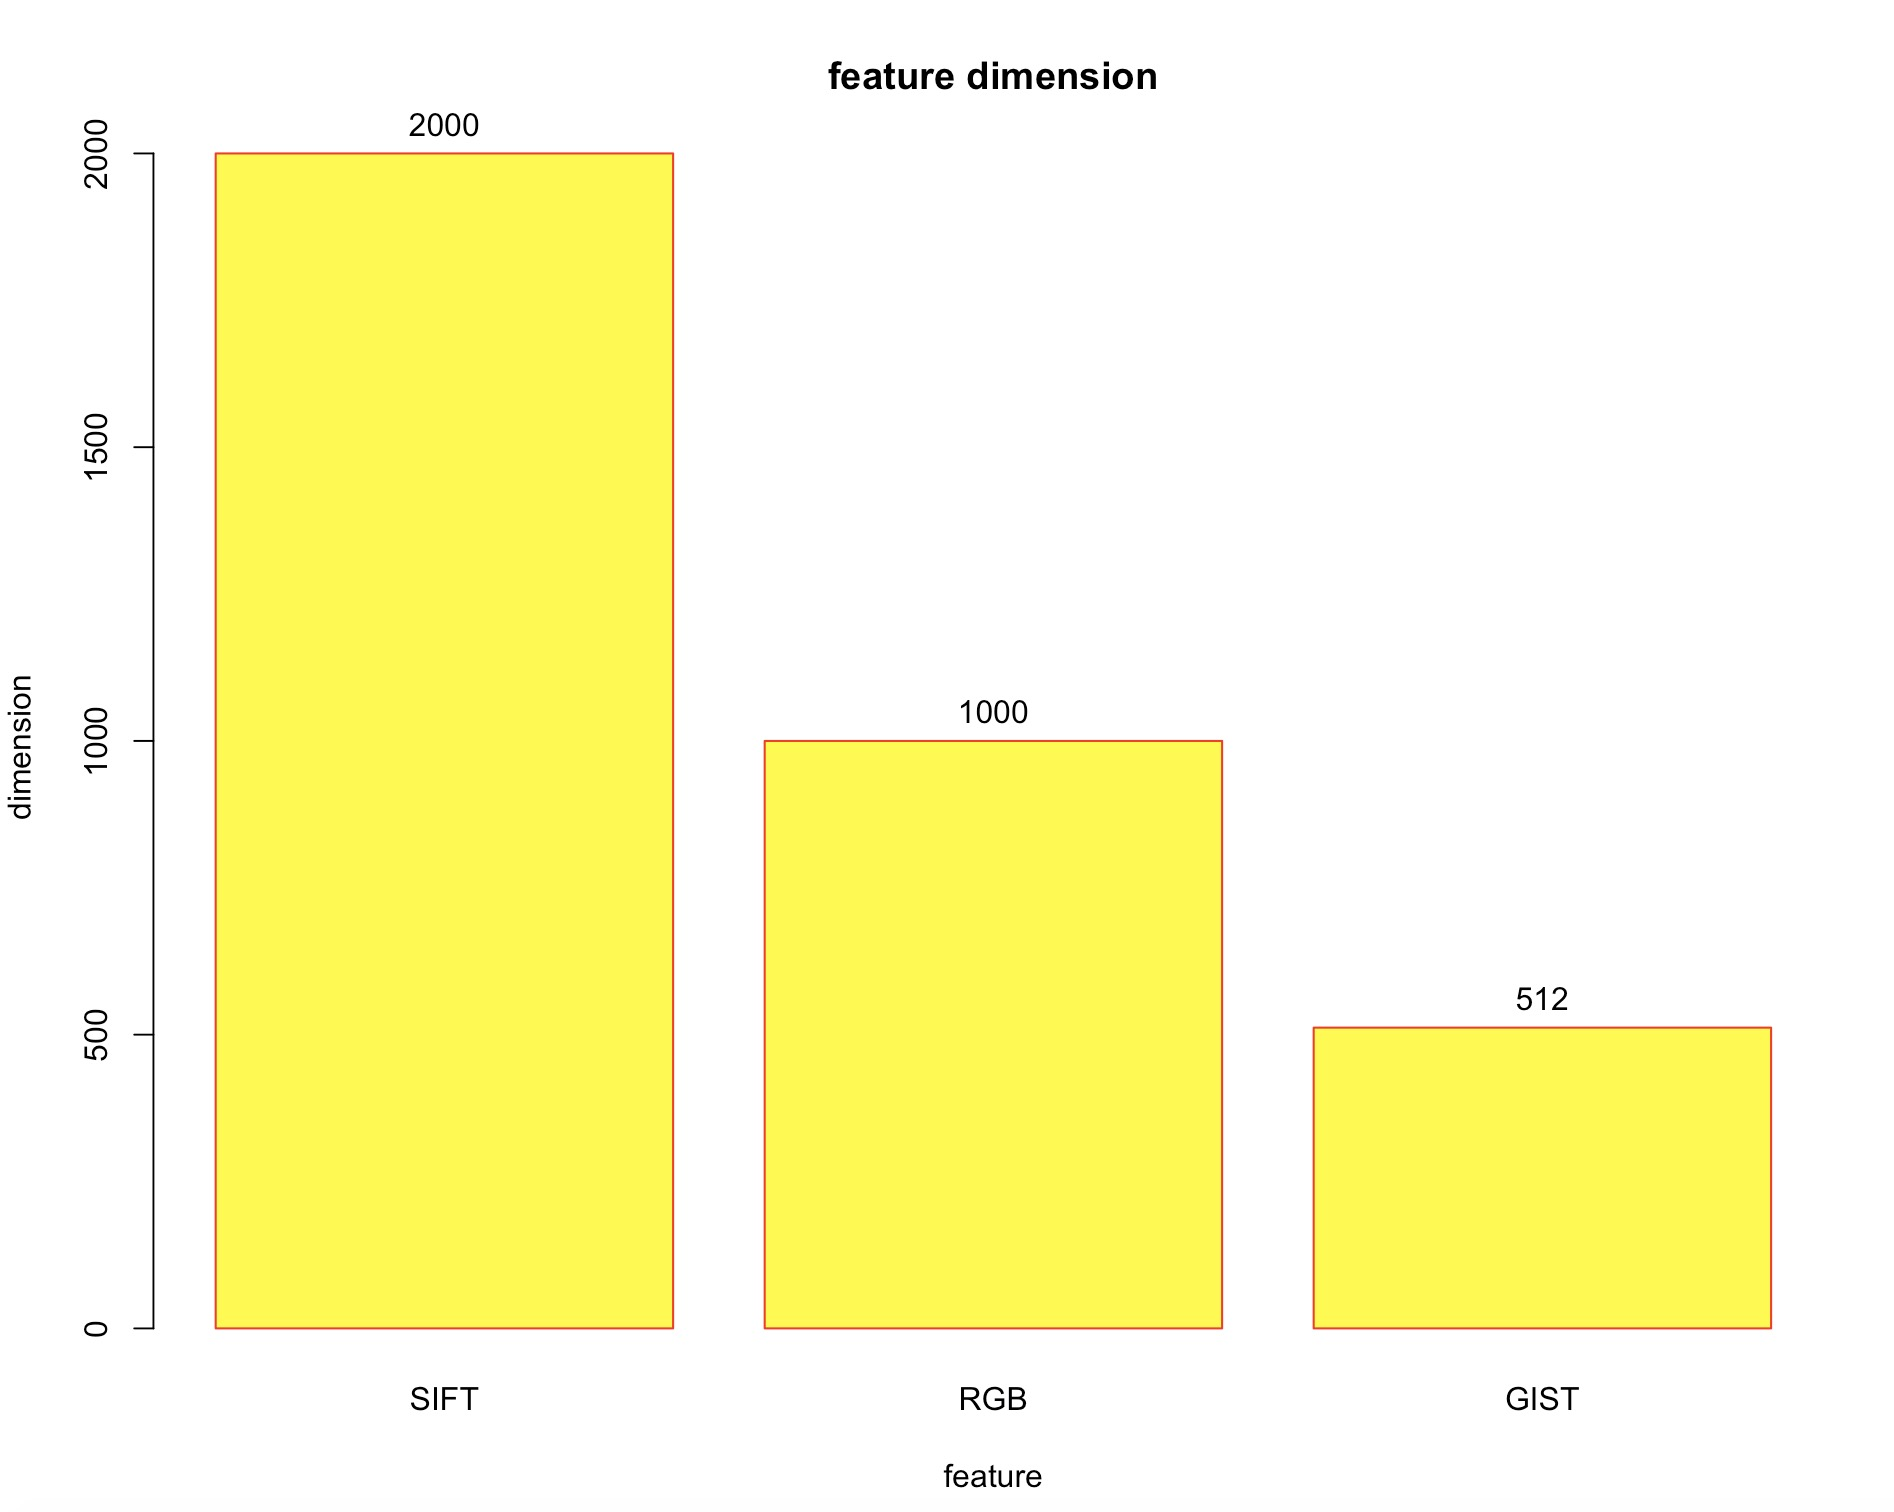 feature dimension
2000
1000
512
2000
1500
1000
500
0
dimension
SIFT
RGB
GIST
feature